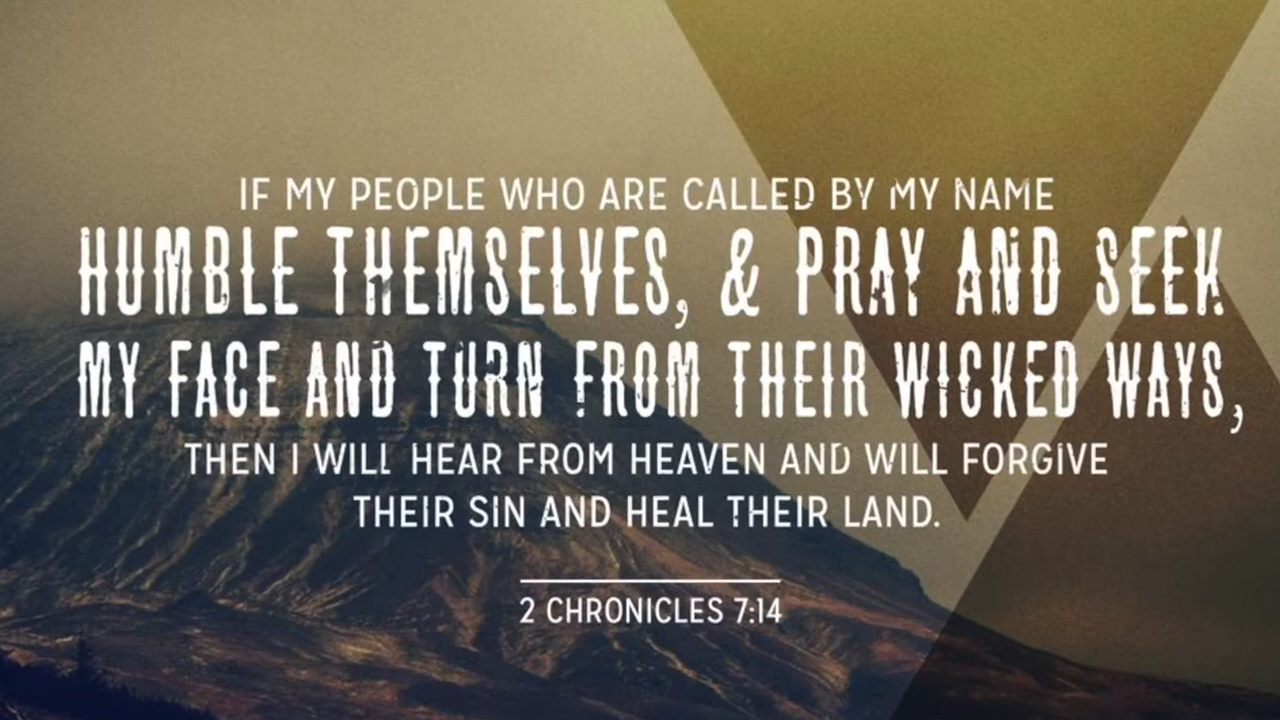 IF MY PEOPLE WHO ARE CALLED BY MY NAME
HUMBLE THEMSELVES, & PRAY AND SEEK
MY FACE AND TURN FROM THEIR WICKED WAYS,
THEN I WILL HEAR FROM HEAVEN AND WILL FORGIVE
THEIR SIN AND HEAL THEIR LAND.
2 CHRONICLES 7:14